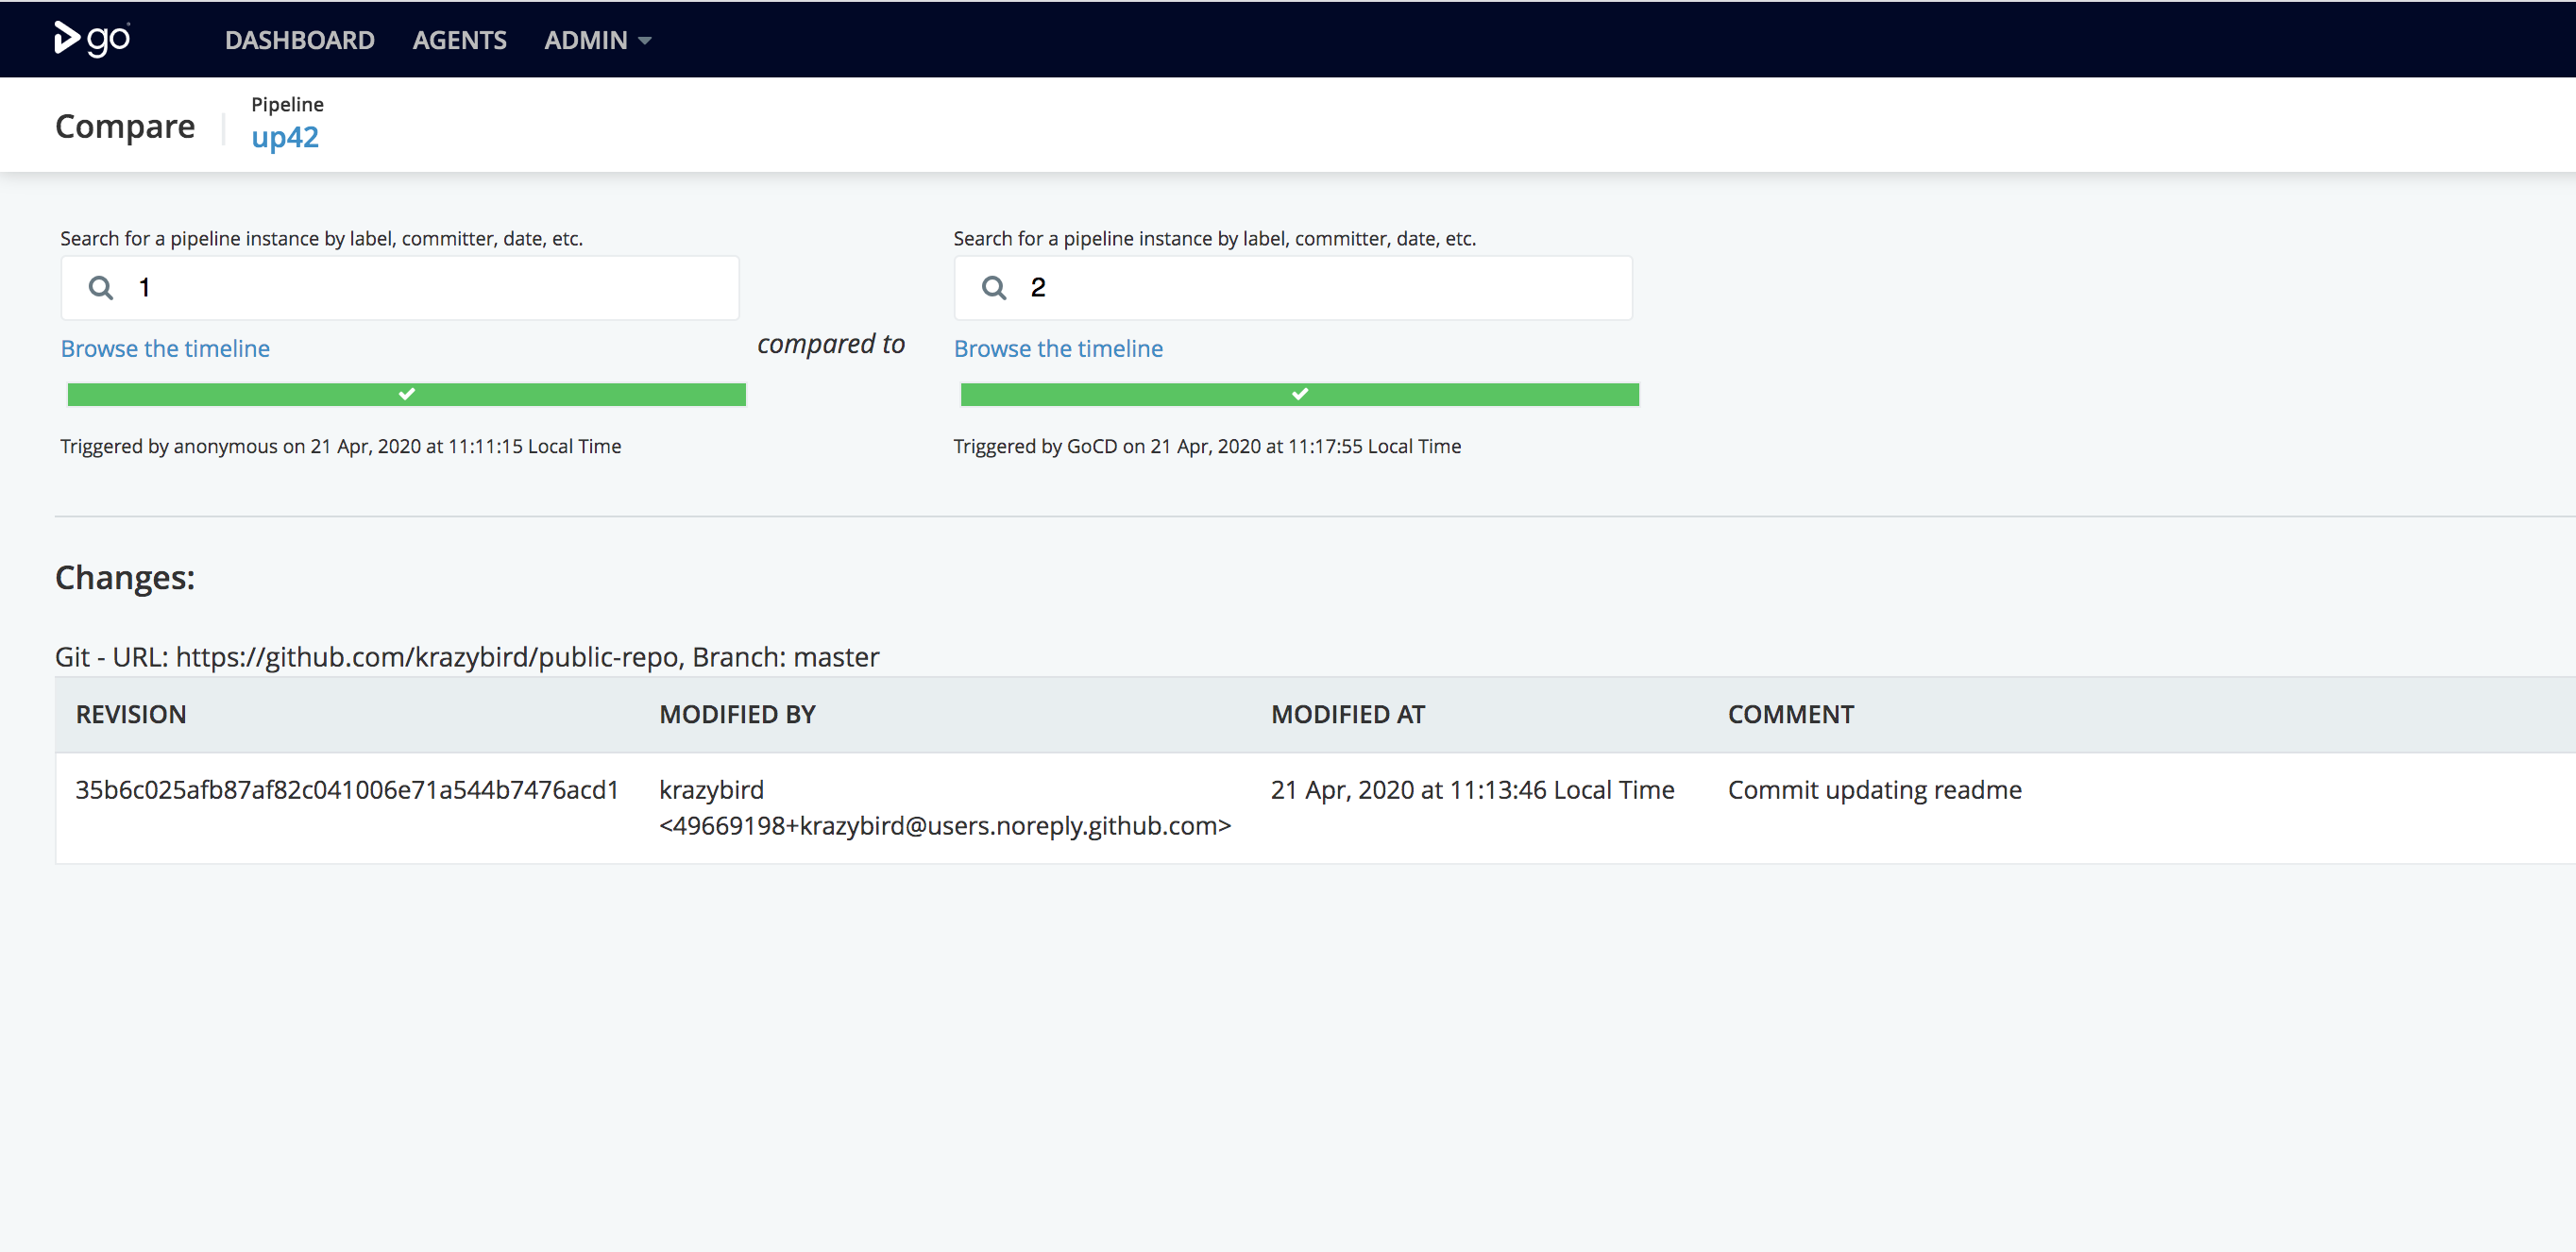 go
DASHBOARD AGENTS ADMIN
Compare
Pipeline
up42
Search for a pipeline instance by label, committer, date, etc.
1
Browse the timeline
Triggered by anonymous on 21 Apr, 2020 at 11:11:15 Local Time
compared to
Search for a pipeline instance by label, committer, date, etc.
2
Browse the timeline
Triggered by GoCD on 21 Apr, 2020 at 11:17:55 Local Time
Changes:
Git - URL: https://github.com/krazybird/public-repo, Branch: master
REVISION MODIFIED BY MODIFIED AT COMMENT
35b6c025afb87af82c041006e71a544b7476acd1 krazybird 21 Apr, 2020 at 11:13:46 Local Time Commit updating readme
<49669198+krazybird@users.noreply.github.com>